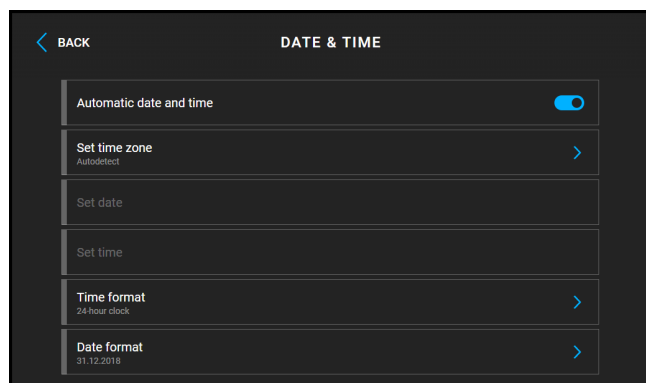 BACK
DATE & TIME
Automatic date and time
Set time zone
Autodetect
Set date
Set time
Time format
24-hour clock
Date format
31.12.2018